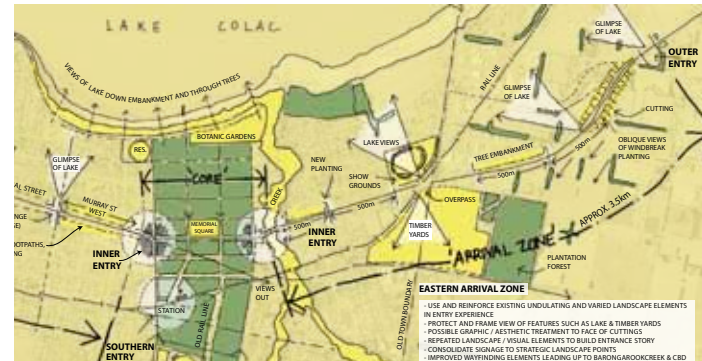 LAKE COLAC
GLIMPSE
OF LAKE
OUTER
ENTRY
VIEWS OF LAKE DOWN EMBANKMENT AND THROUGH TREES
RAIL LINE
GLIMPSE
OF LAKE
CUTTING
BOTANIC GARDENS
RES.
LAKE VIEWS
500m
OBLIQUE VIEWS
OF WINDBREAK
PLANTING
TREE EMBANKMENT
GLIMPSE
OF LAKE
"CORE"
NEW
PLANTING
500m
SHOW
GROUNDS
CREEK
500m
OVERPASS
APPROX. 3.5km
AL STREET
MURRAY ST
WEST
MEMORIAL
SQUARE
500m
INNER
ENTRY
TIMBER
YARDS
ARRIVAL ZONE
NGE
GE)
OOTPATHS,
NG
INNER
ENTRY
PLANTATION
FOREST
VIEWS
OUT
STATION
OLD RAIL LINE
OLD TOWN BOUNDARY
SOUTHERN
ENTRY
EASTERN ARRIVAL ZONE
- USE AND REINFORCE EXISTING UNDULATING AND VARIED LANDSCAPE ELEMENTS
IN ENTRY EXPERIENCE
- PROTECT AND FRAME VIEW OF FEATURES SUCH AS LAKE & TIMBER YARDS
- POSSIBLE GRAPHIC / AESTHETIC TREATMENT TO FACE OF CUTTINGS
- REPEATED LANDSCAPE / VISUAL ELEMENTS TO BUILD ENTRANCE STORY
- CONSOLIDATE SIGNAGE TO STRATEGIC LANDSCAPE POINTS
- IMPROVED WAYFINDING ELEMENTS LEADING UP TO BARONGAROOKCREEK & CBD